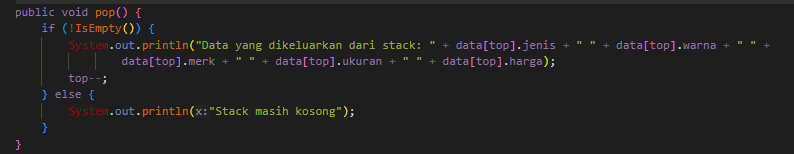 public void pop() {
if (!IsEmpty()) {
System.out.println("Data yang dikeluarkan dari stack: " + data[top].jenis + " " + data[top].warna + " " +
data[top].merk + " " + data[top].ukuran + " " + data[top].harga);
top--;
} else {
System.out.println(x:"Stack masih kosong");
}
}